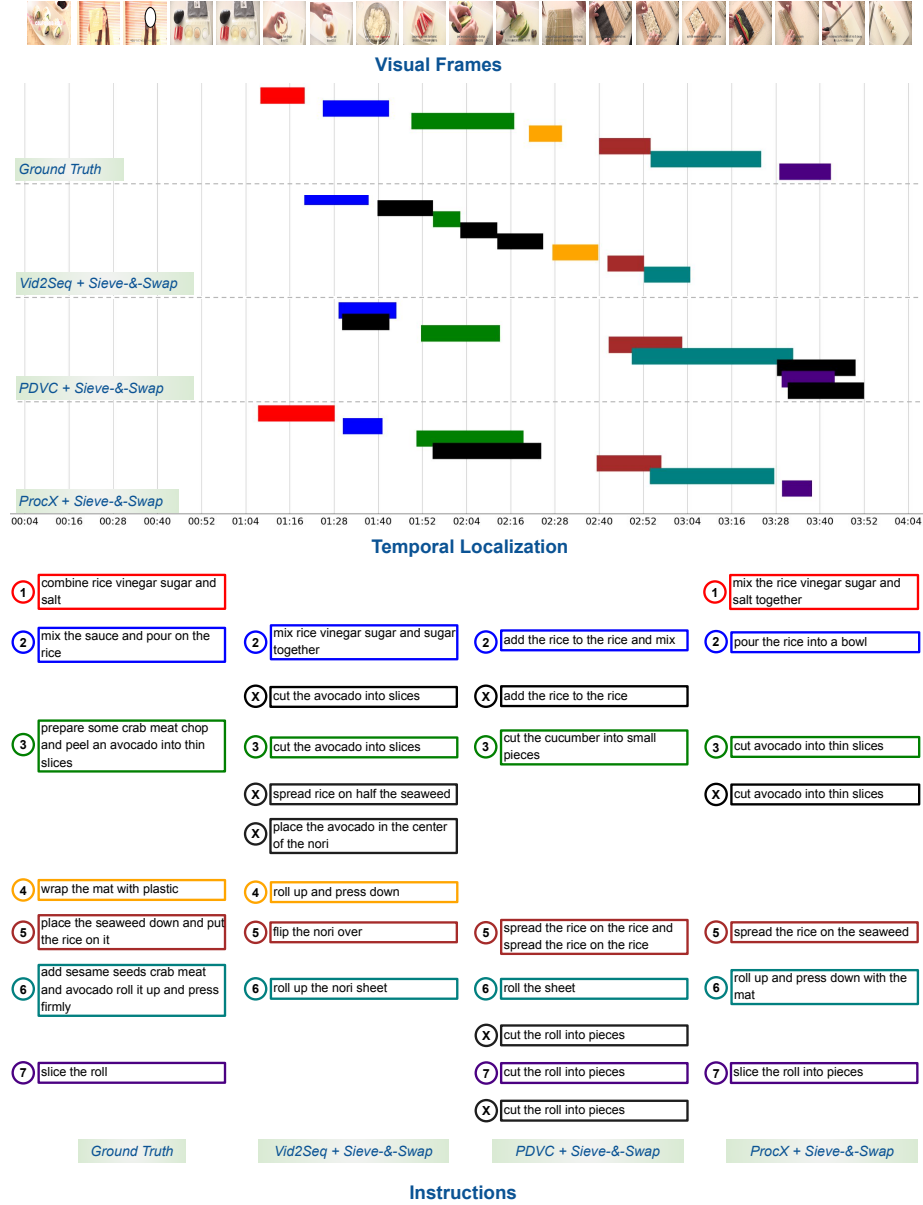 Visual Frames
Ground Truth
Vid2Seq + Sieve-&-Swap
PDVC + Sieve-&-Swap
ProcX + Sieve-&-Swap
00:04 00:16 00:28 00:40 00:52 01:04 01:16 01:28 01:40 01:52 02:04 02:16 02:28 02:40 02:52 03:04 03:16 03:28 03:40 03:52 04:04
Temporal Localization
1 combine rice vinegar sugar and
salt
1 mix the rice vinegar sugar and
salt together
2 mix the sauce and pour on the
rice
2 mix rice vinegar sugar and sugar
together
2 add the rice to the rice and mix
2 pour the rice into a bowl
X cut the avocado into slices
X add the rice to the rice
3 prepare some crab meat chop
and peel an avocado into thin
slices
3 cut the avocado into slices
3 cut the cucumber into small
pieces
3 cut avocado into thin slices
X spread rice on half the seaweed
X cut avocado into thin slices
X place the avocado in the center
of the nori
4 wrap the mat with plastic
4 roll up and press down
5 place the seaweed down and put
the rice on it
5 flip the nori over
5 spread the rice on the rice and
spread the rice on the rice
5 spread the rice on the seaweed
6 add sesame seeds crab meat
and avocado roll it up and press
firmly
6 roll up the nori sheet
6 roll the sheet
6 roll up and press down with the
mat
X cut the roll into pieces
7 slice the roll
7 cut the roll into pieces
7 slice the roll into pieces
X cut the roll into pieces
Ground Truth
Vid2Seq + Sieve-&-Swap
PDVC + Sieve-&-Swap
ProcX + Sieve-&-Swap
Instructions